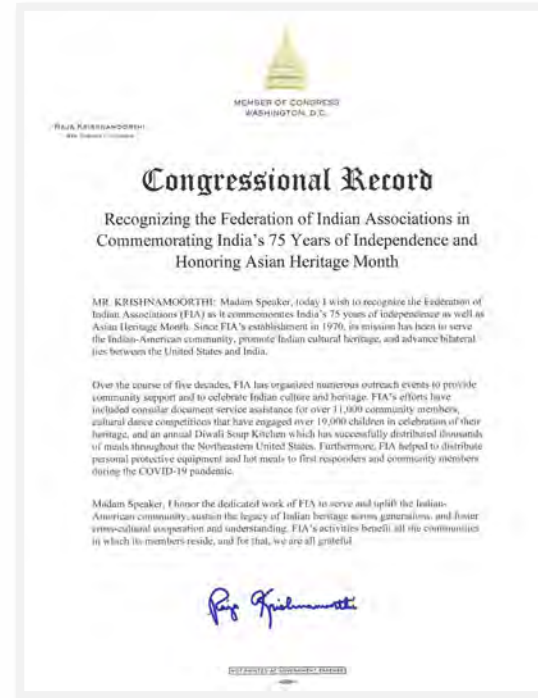 MEMBER OF CONGRESS
WASHINGTON, D.C.
RAJA KRISHNAMOORTHI
Congressional Record
Recognizing the Federation of Indian Associations in
Commemorating India's 75 Years of Independence and
Honoring Asian Heritage Month
MR. KRISHNAMOORTHI: Madam Speaker, today I wish to recognize the Federation of
Indian Associations (FIA) as it commemorates India's 75 years of independence as well as
Asian Heritage Month. Since FIA's establishment in 1970, its mission has been to serve
the Indian-American community, promote Indian cultural heritage, and advance bilateral
ties between the United States and India.
Over the course of five decades, FIA has organized numerous outreach events to provide
community support and to celebrate Indian culture and heritage. FIA's efforts have
included consular document service assistance for over 11,000 community members,
cultural dance competitions that have engaged over 19,000 children in celebration of their
heritage, and an annual Diwali Soup Kitchen which has successfully distributed thousands
of meals throughout the Northeastern United States. Furthermore, FIA helped to distribute
personal protective equipment and hot meals to first responders and community members
during the COVID-19 pandemic.
Madam Speaker, I honor the dedicated work of FIA to serve and uplift the Indian-
American community, sustain the legacy of Indian heritage across generations, and foster
cross-cultural cooperation and understanding. FIA's activities benefit all the communities
in which its members reside, and for that, we are all grateful
Raja Krishnamoorthi
NOT PRINTED AT GOVERNMENT EXPENSE